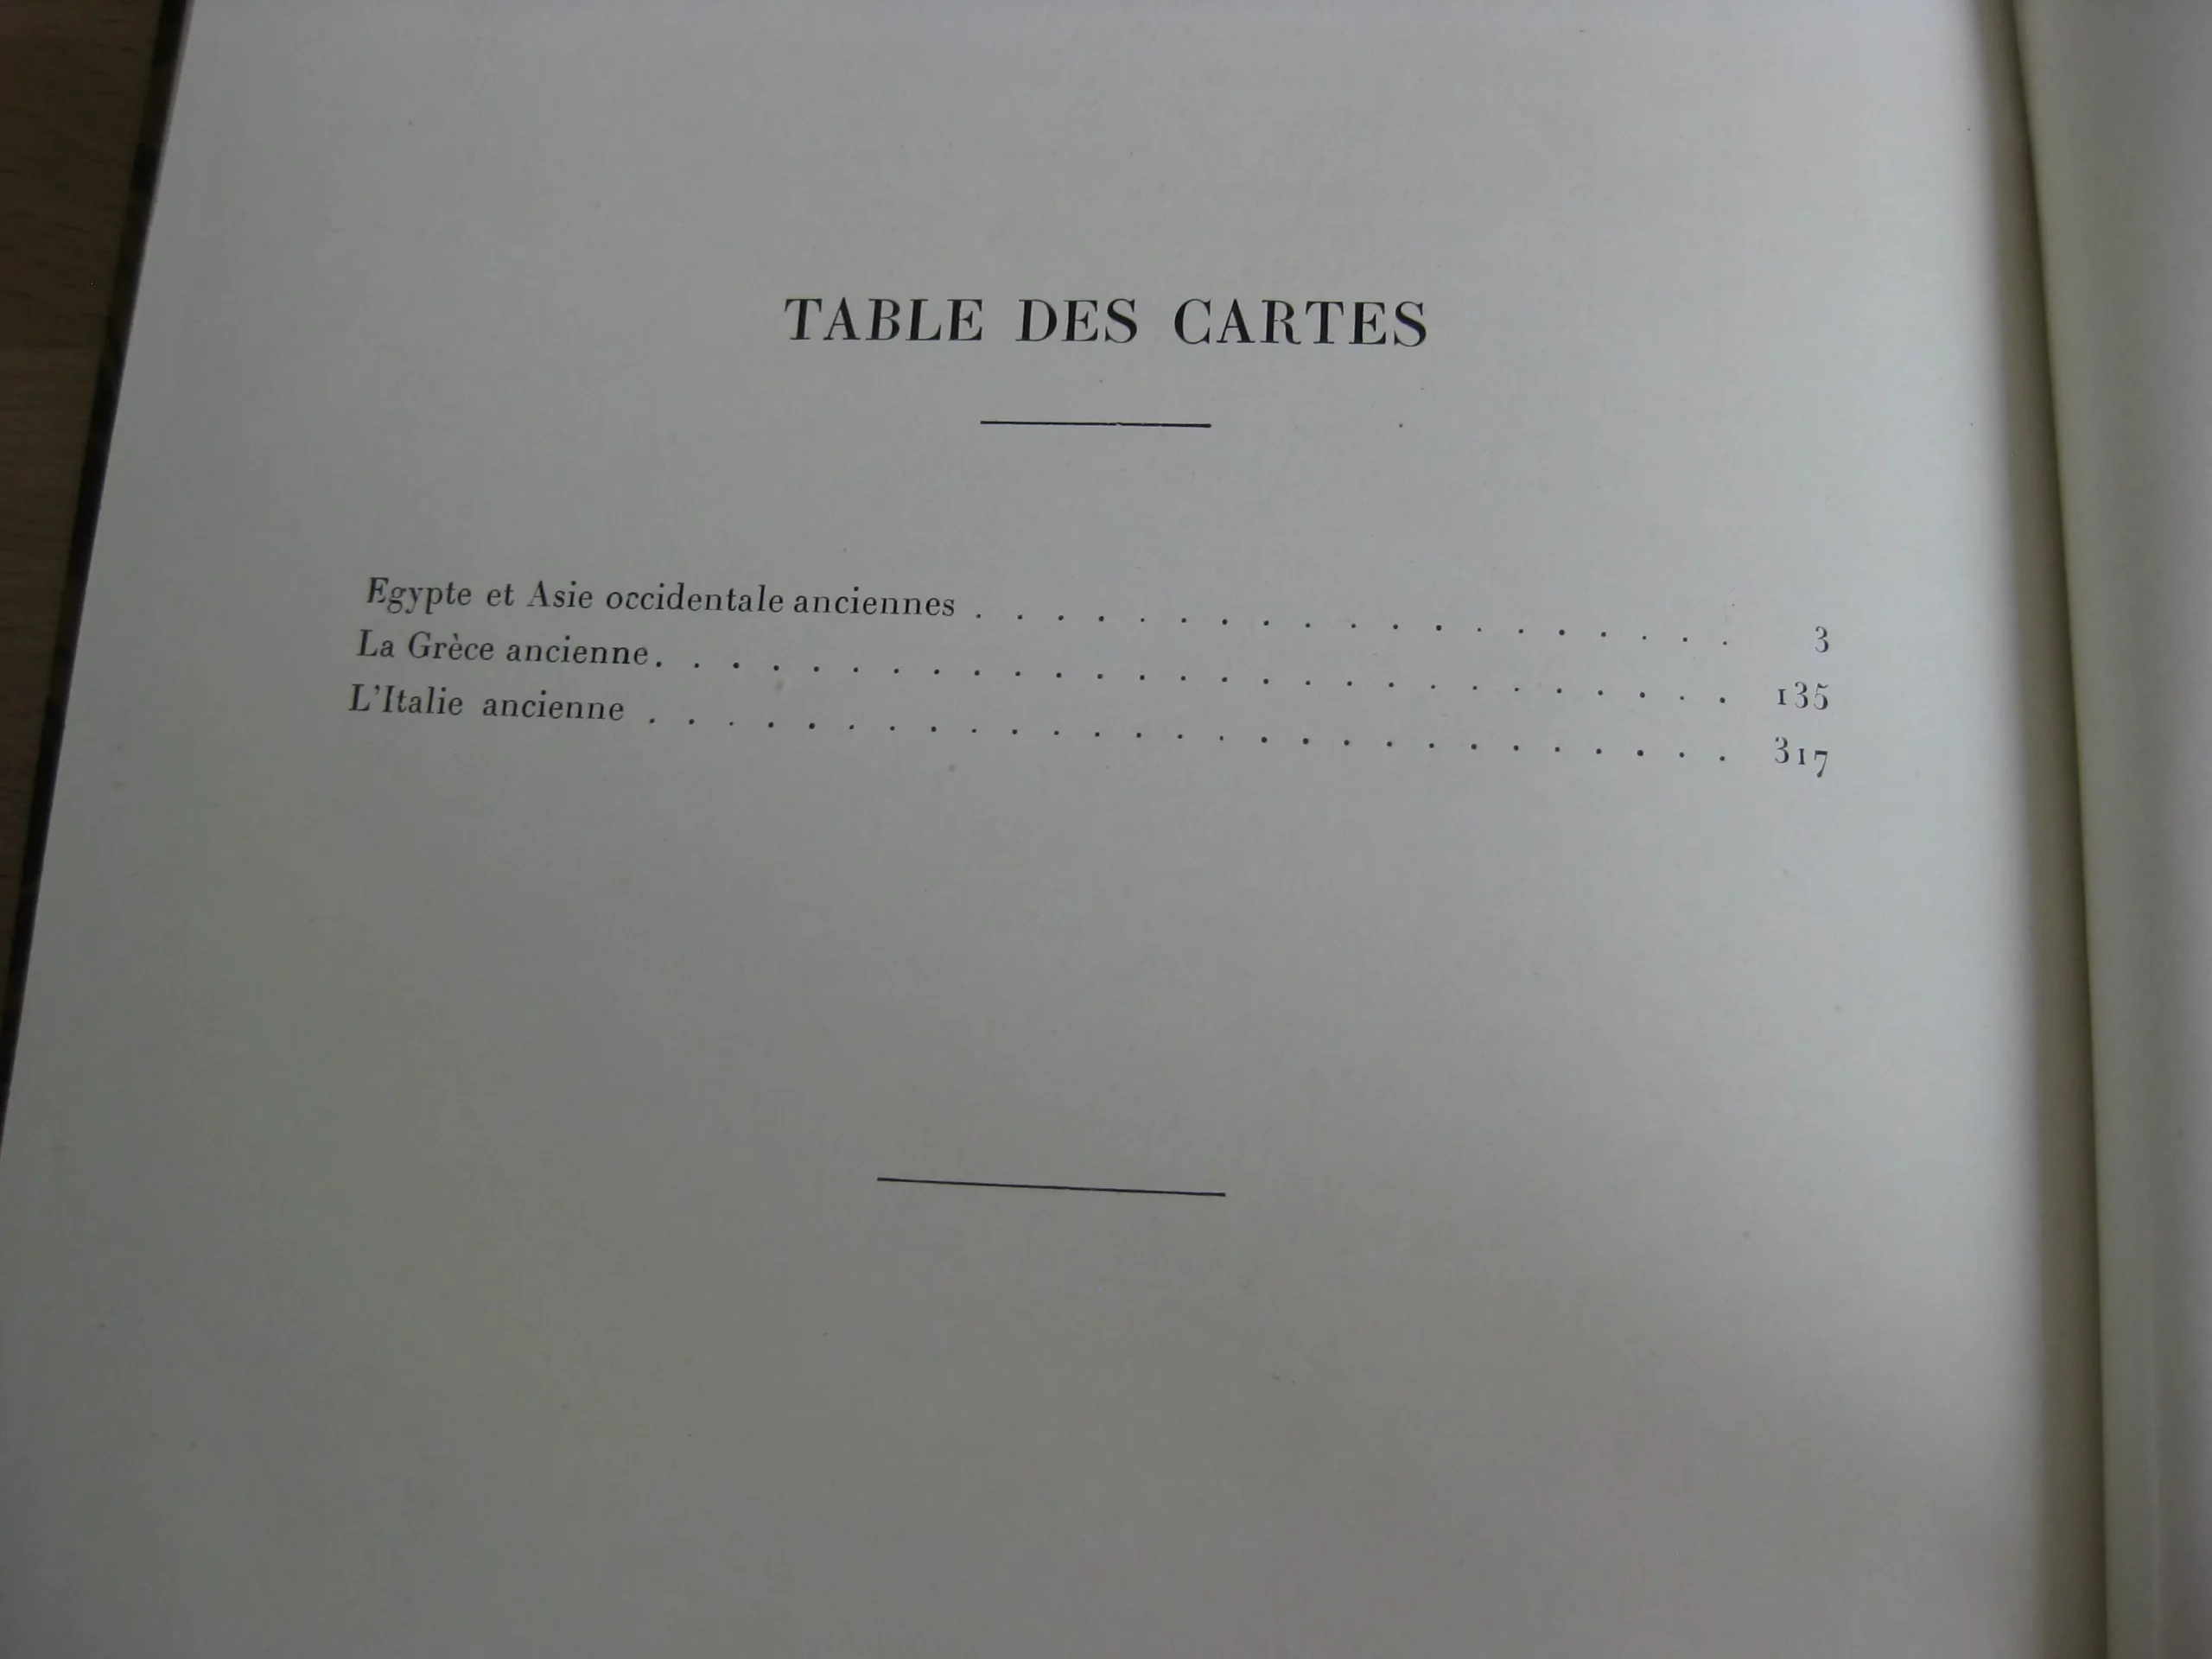 TABLE DES CARTES
Egypte et Asie occidentale anciennes . . . . . . . . . . . . . . . . . . . 3
La Grèce ancienne. . . . . . . . . . . . . . . . . . . . . . . . . . . 135
L'Italie ancienne . . . . . . . . . . . . . . . . . . . . . . . . . . . 317